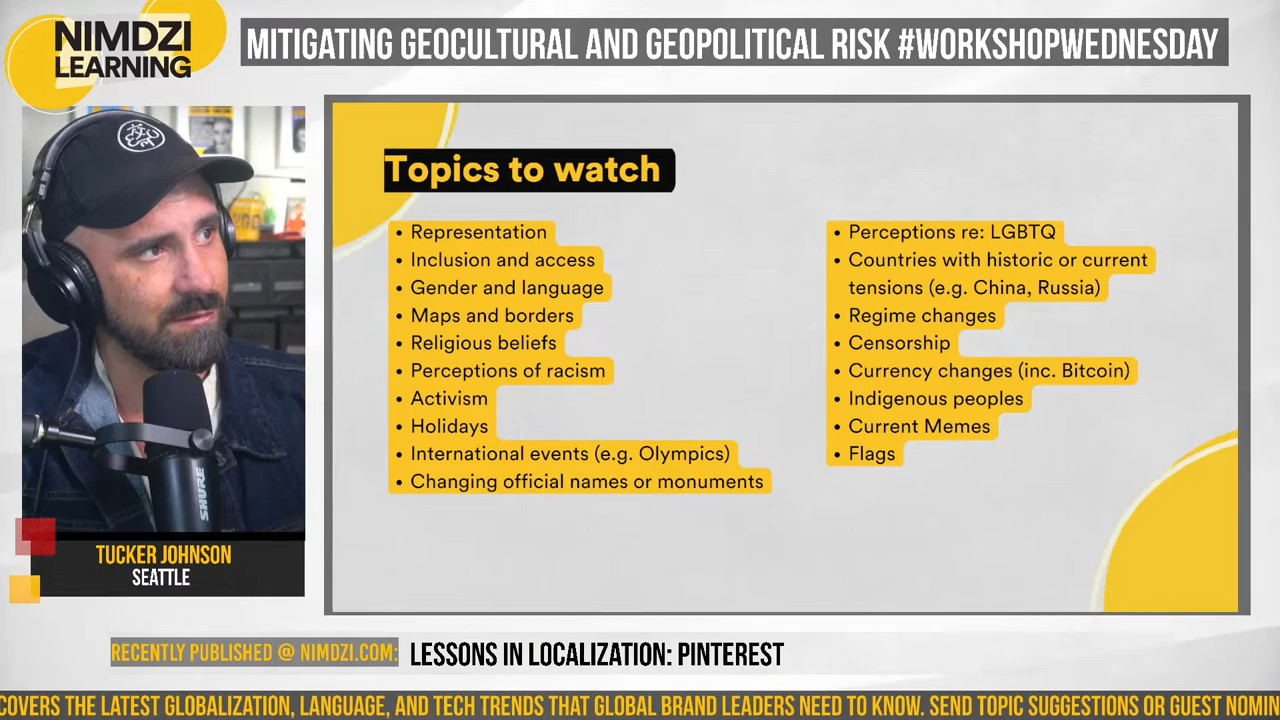 NIMDZI
LEARNING
MITIGATING GEOCULTURAL AND GEOPOLITICAL RISK #WORKSHOPWEDNESDAY
Topics to watch
• Representation
• Inclusion and access
• Gender and language
• Maps and borders
• Religious beliefs
• Perceptions of racism
• Activism
• Holidays
• International events (e.g. Olympics)
• Changing official names or monuments
• Perceptions re: LGBTQ
• Countries with historic or current
tensions (e.g. China, Russia)
• Regime changes
• Censorship
• Currency changes (inc. Bitcoin)
• Indigenous peoples
• Current Memes
• Flags
SHURE
TUCKER JOHNSON
SEATTLE
RECENTLY PUBLISHED @ NIMDZI.COM: LESSONS IN LOCALIZATION: PINTEREST
COVERS THE LATEST GLOBALIZATION, LANGUAGE, AND TECH TRENDS THAT GLOBAL BRAND LEADERS NEED TO KNOW. SEND TOPIC SUGGESTIONS OR GUEST NOMIN